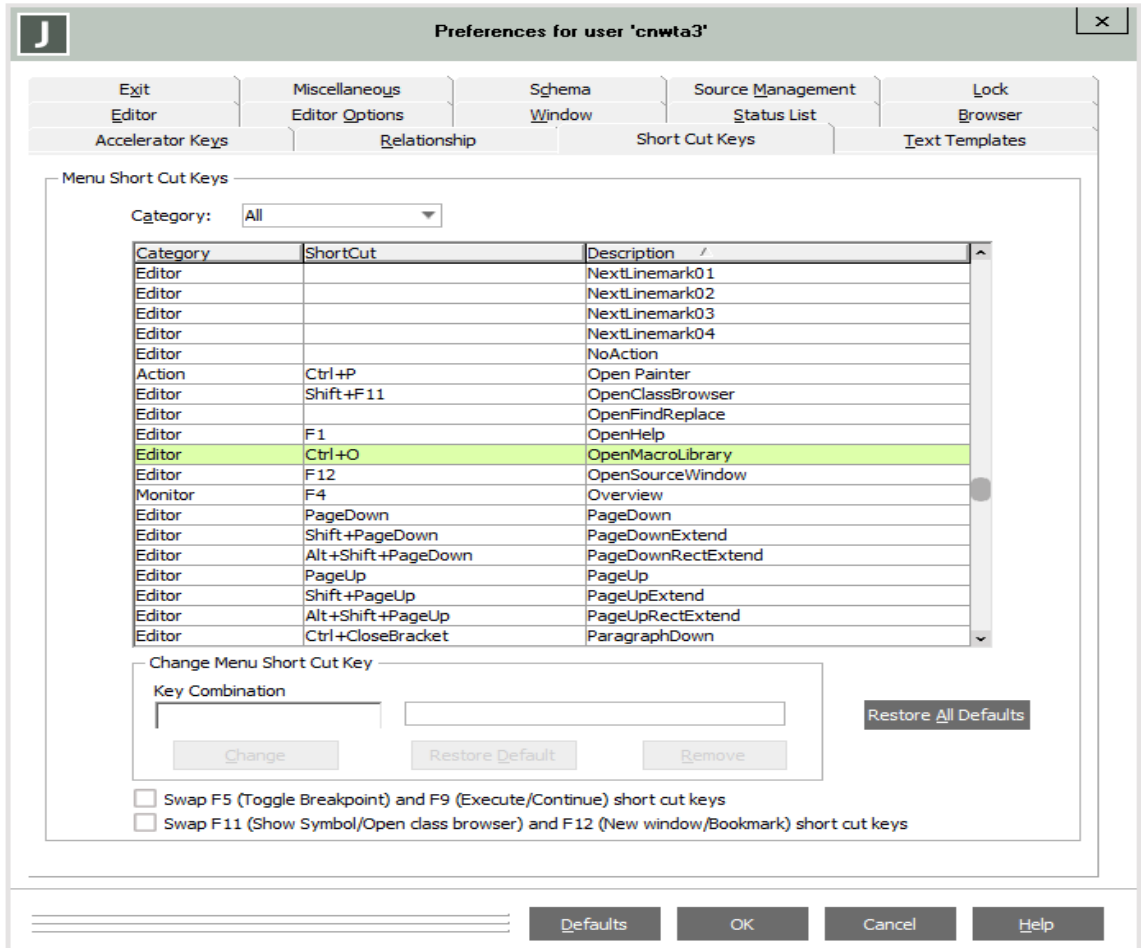 J
Preferences for user 'cnwta3'
Exit Miscellaneous Schema Source Management Lock
Editor Editor Options Window Status List Browser
Accelerator Keys Relationship Short Cut Keys Text Templates
Menu Short Cut Keys
Category: All
Category ShortCut Description
Editor NextLinemark01
Editor NextLinemark02
Editor NextLinemark03
Editor NextLinemark04
Editor NoAction
Action Ctrl+P Open Painter
Editor Shift+F11 OpenClassBrowser
Editor OpenFindReplace
Editor F1 OpenHelp
Editor Ctrl+O OpenMacroLibrary
Editor F12 OpenSourceWindow
Monitor F4 Overview
Editor PageDown PageDown
Editor Shift+PageDown PageDownExtend
Editor Alt+Shift+PageDown PageDownRectExtend
Editor PageUp PageUp
Editor Shift+PageUp PageUpExtend
Editor Alt+Shift+PageUp PageUpRectExtend
Editor Ctrl+CloseBracket ParagraphDown
Change Menu Short Cut Key
Key Combination
Restore All Defaults
Change Restore Default Remove
Swap F5 (Toggle Breakpoint) and F9 (Execute/Continue) short cut keys
Swap F11 (Show Symbol/Open class browser) and F12 (New window/Bookmark) short cut keys
Defaults OK Cancel Help